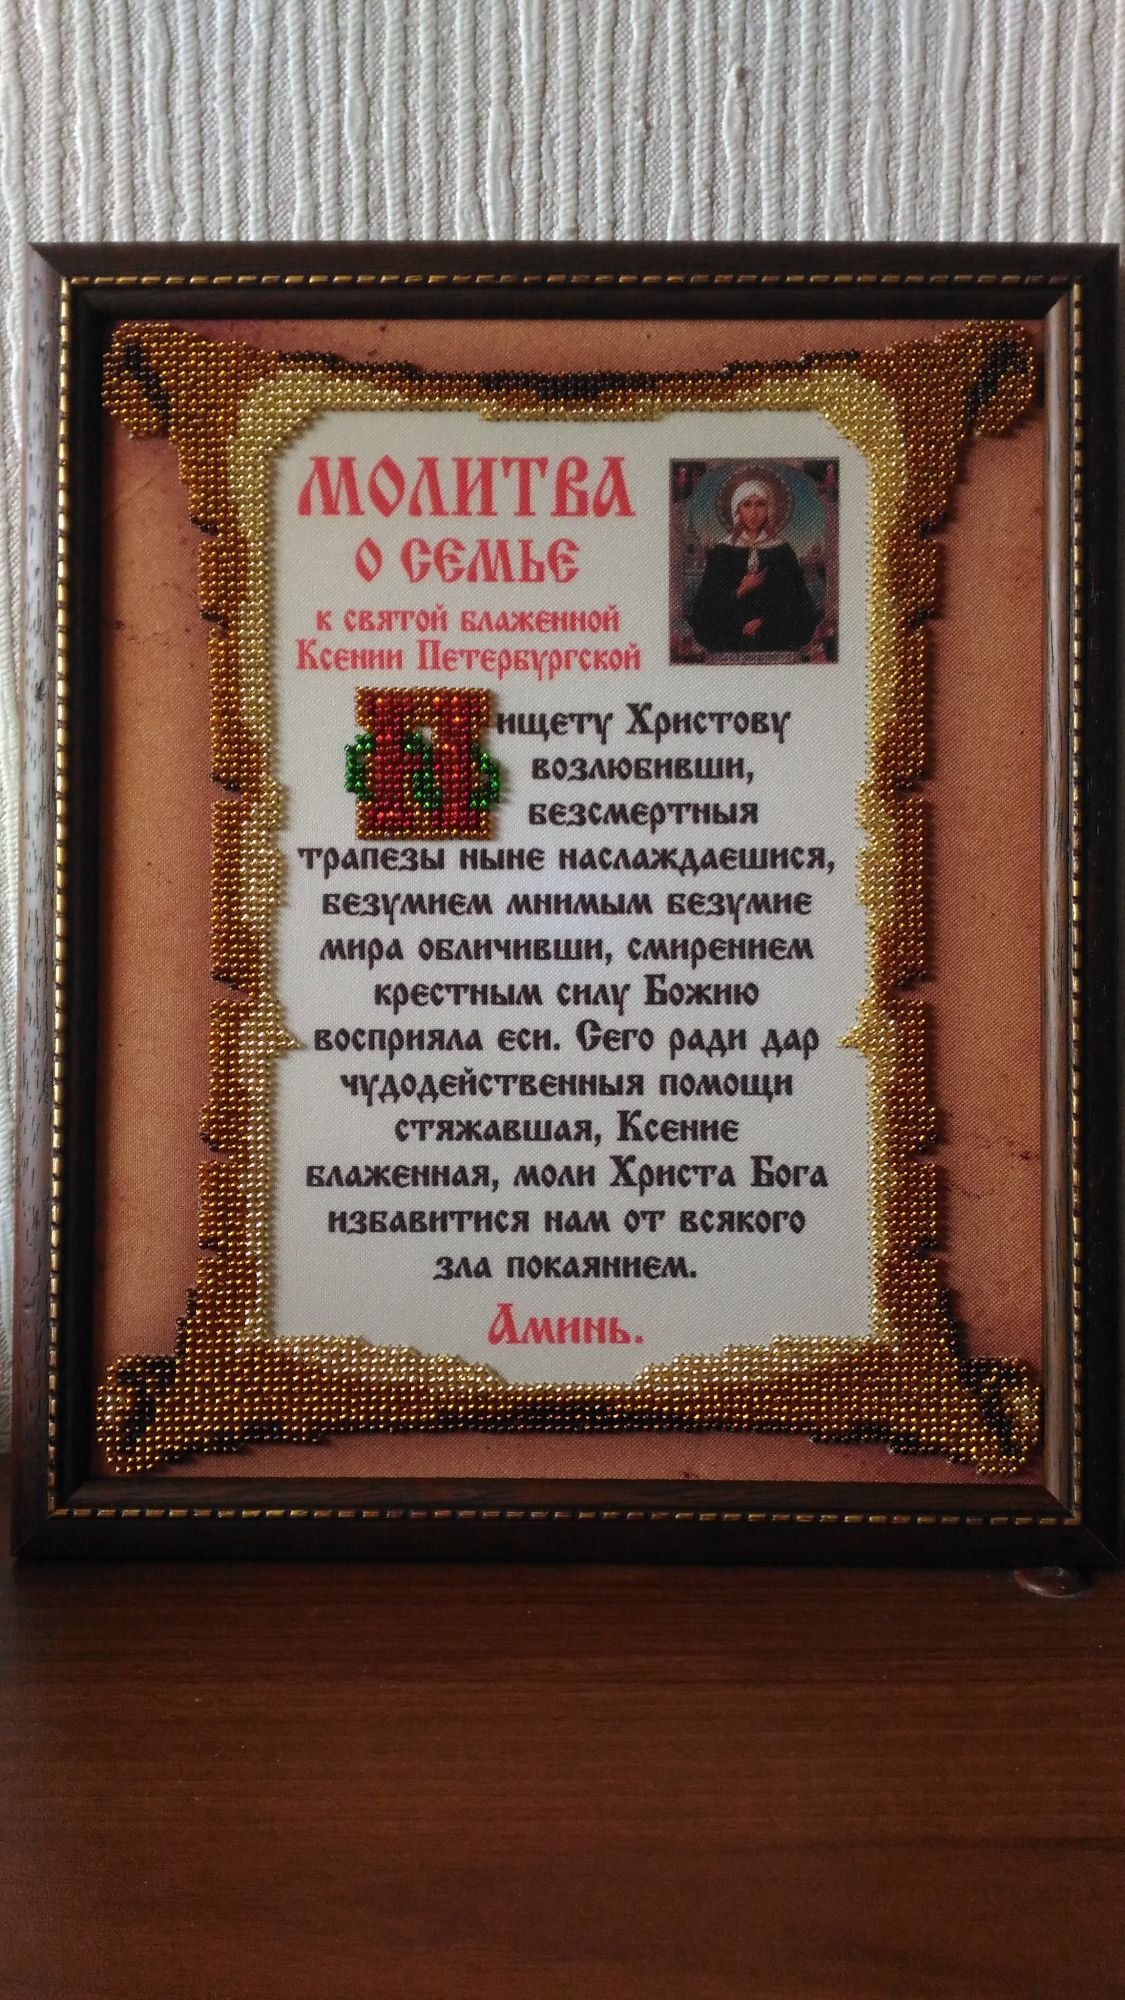 МОЛИТВА
О СЕМЬЕ
к святой блаженной
Ксении Петербургской
Нищету Христову
возлюбивши,
безсмертныя
трапезы ныне наслаждаешися,
безумием мнимым безумие
мира обличивши, смирением
крестным силу Божию
восприяла еси. Сего ради дар
чудодейственныя помощи
стяжавшая, Ксение
блаженная, моли Христа Бога
избавитися нам от всякого
зла покаянием.
Аминь.